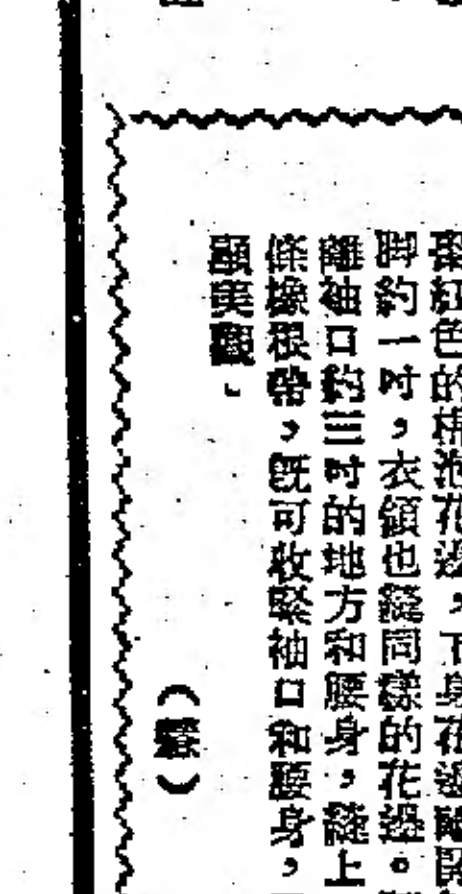 紅色的棉泡花邊，下身花邊離開
脚約一吋，衣領也縫同樣的花邊。
離袖口約三吋的地方和腰身，縫上
條橡根帶，既可收緊袖口和腰身，
顯美觀。
（馨）